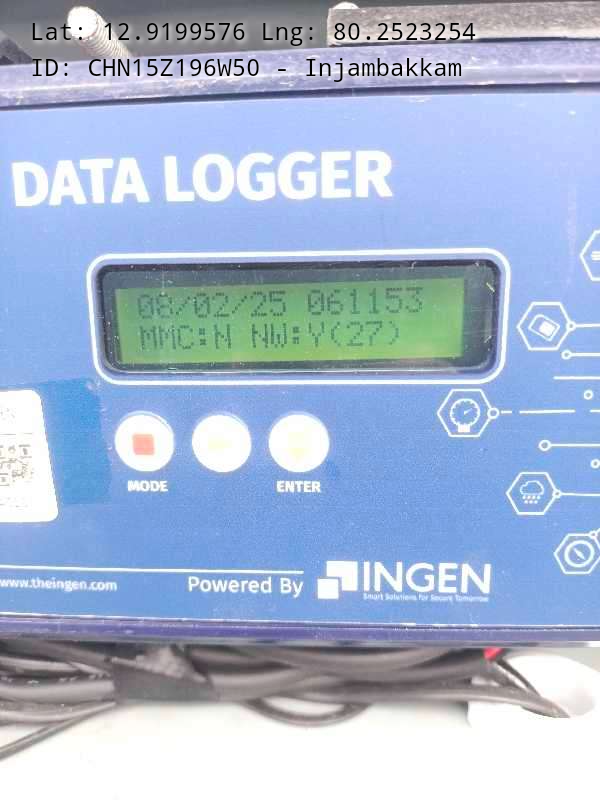 Lat: 12.9199576 Lng: 80.2523254
ID: CHN15Z196W5O - Injambakkam
DATA LOGGER
08/02/25 061153
MMC:N NW:Y(27)
MODE
ENTER
www.theingen.com
Powered By
INGEN
Smart Solutions for Secure Tomorrow